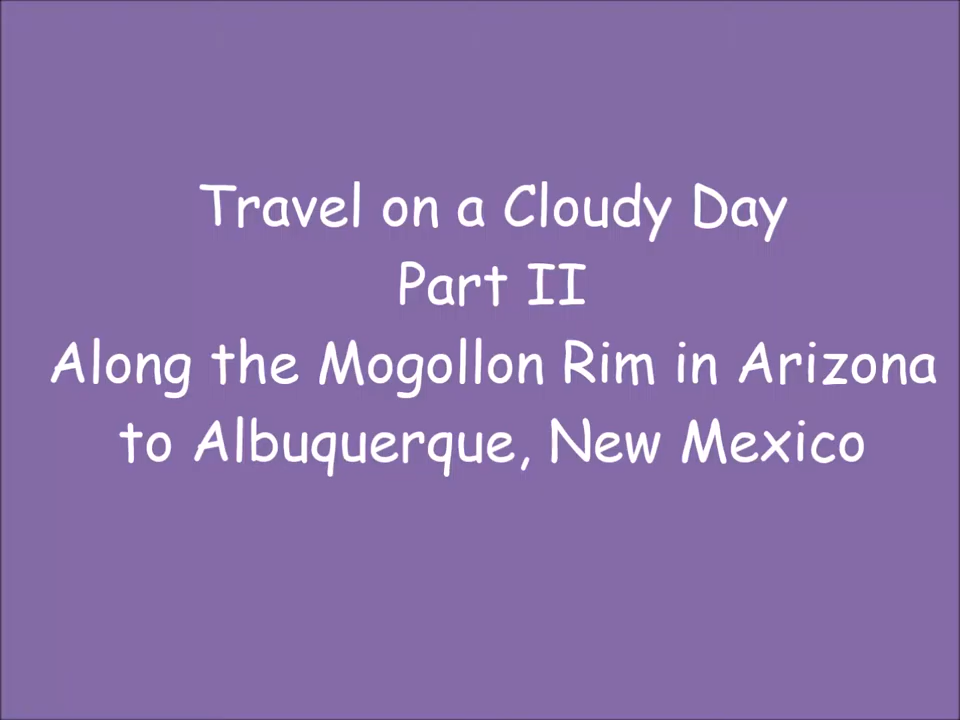 Travel on a Cloudy Day
Part II
Along the Mogollon Rim in Arizona
to Albuquerque, New Mexico